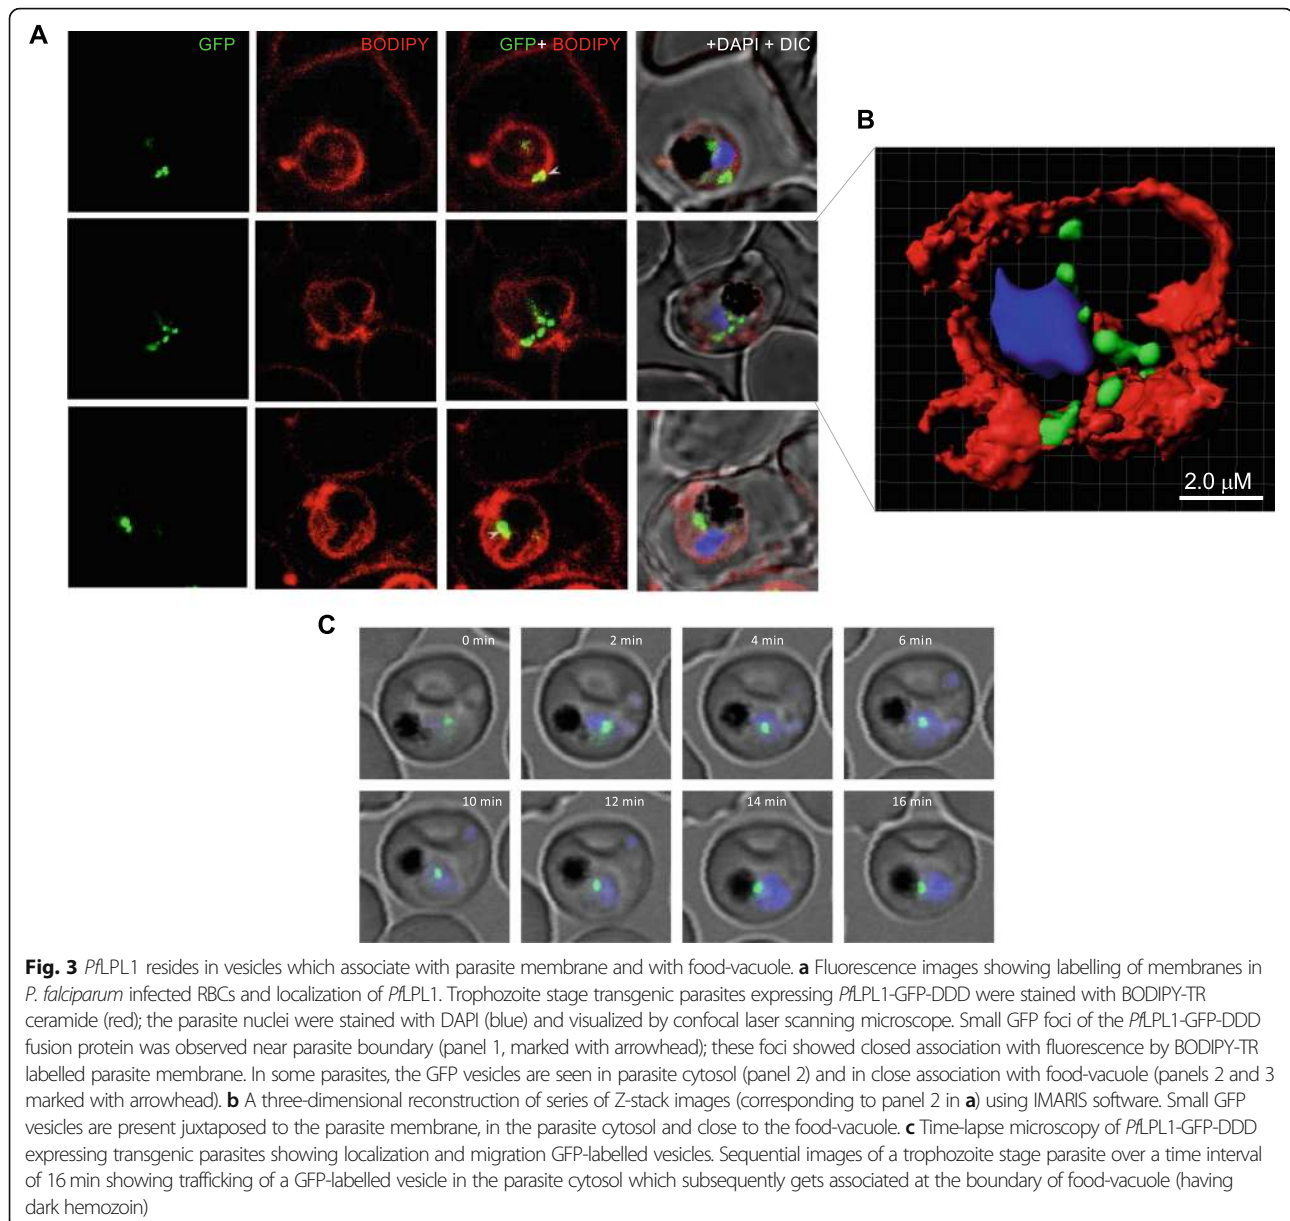 A
GFP
BODIPY
GFP+ BODIPY
+DAPI + DIC
B
2.0 µM
C
0 min
2 min
4 min
6 min
10 min
12 min
14 min
16 min
Fig. 3 PfLPL1 resides in vesicles which associate with parasite membrane and with food-vacuole. a Fluorescence images showing labelling of membranes in
P. falciparum infected RBCs and localization of PfLPL1. Trophozoite stage transgenic parasites expressing PfLPL1-GFP-DDD were stained with BODIPY-TR
ceramide (red); the parasite nuclei were stained with DAPI (blue) and visualized by confocal laser scanning microscope. Small GFP foci of the PfLPL1-GFP-DDD
fusion protein was observed near parasite boundary (panel 1, marked with arrowhead); these foci showed closed association with fluorescence by BODIPY-TR
labelled parasite membrane. In some parasites, the GFP vesicles are seen in parasite cytosol (panel 2) and in close association with food-vacuole (panels 2 and 3
marked with arrowhead). b A three-dimensional reconstruction of series of Z-stack images (corresponding to panel 2 in a) using IMARIS software. Small GFP
vesicles are present juxtaposed to the parasite membrane, in the parasite cytosol and close to the food-vacuole. c Time-lapse microscopy of PfLPL1-GFP-DDD
expressing transgenic parasites showing localization and migration GFP-labelled vesicles. Sequential images of a trophozoite stage parasite over a time interval
of 16 min showing trafficking of a GFP-labelled vesicle in the parasite cytosol which subsequently gets associated at the boundary of food-vacuole (having
dark hemozoin)